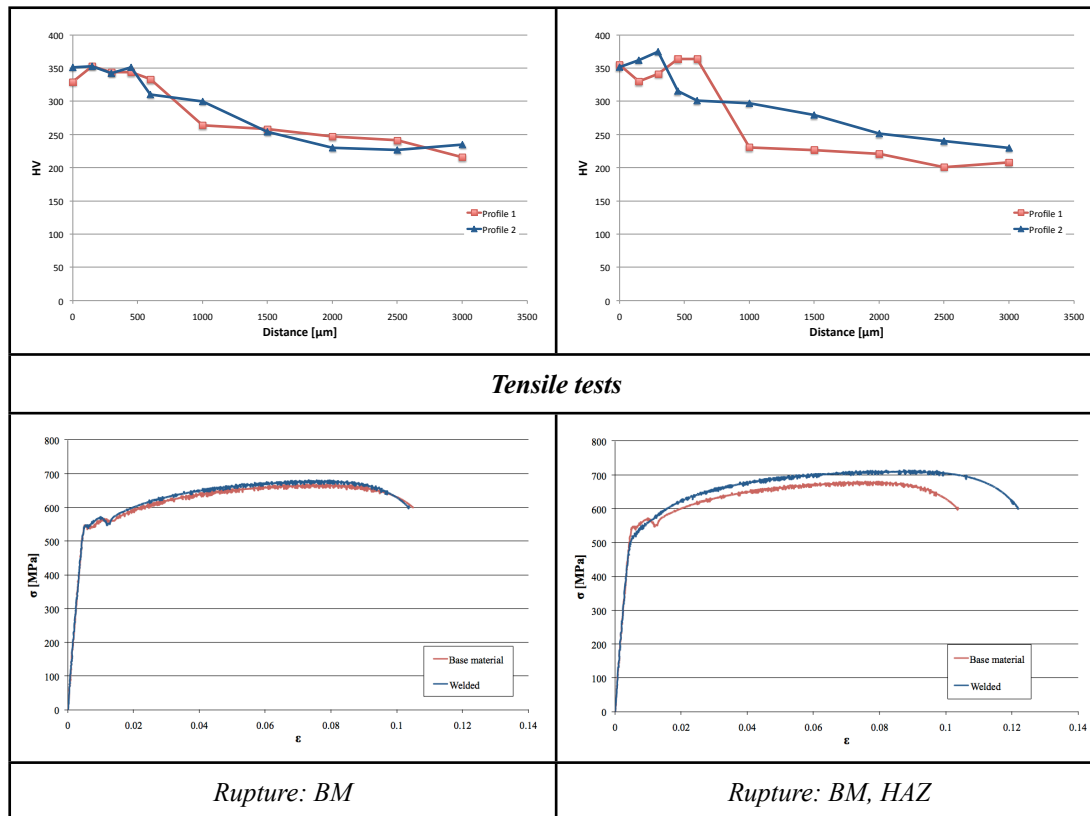 400
350
300
250
200
150
100
50
0
HV
Profile 1
Profile 2
0 500 1000 1500 2000 2500 3000 3500
Distance [µm]
400
350
300
250
200
150
100
50
0
HV
Profile 1
Profile 2
0 500 1000 1500 2000 2500 3000 3500
Distance [µm]
Tensile tests
800
700
600
500
400
300
200
100
0
σ [MPa]
Base material
Welded
0 0.02 0.04 0.06 0.08 0.1 0.12 0.14
ε
800
700
600
500
400
300
200
100
0
σ [MPa]
Base material
Welded
0 0.02 0.04 0.06 0.08 0.1 0.12 0.14
ε
Rupture: BM
Rupture: BM, HAZ